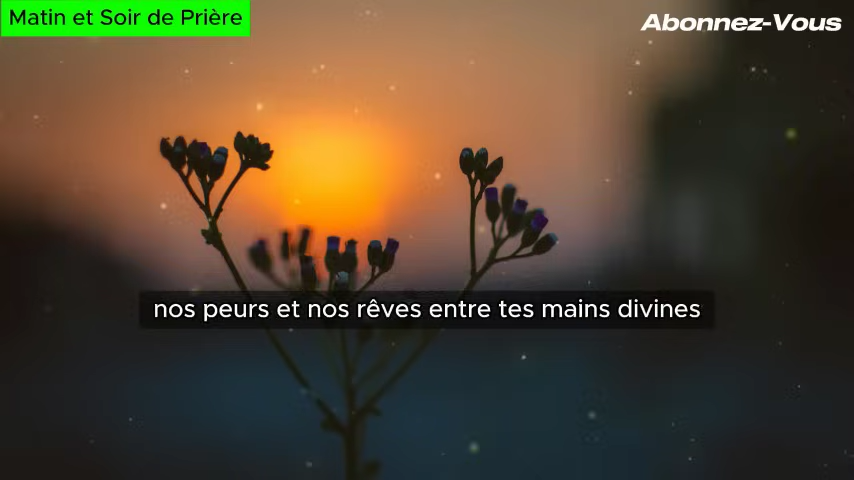 Matin et Soir de Prière
Abonnez-Vous
nos peurs et nos rêves entre tes mains divines